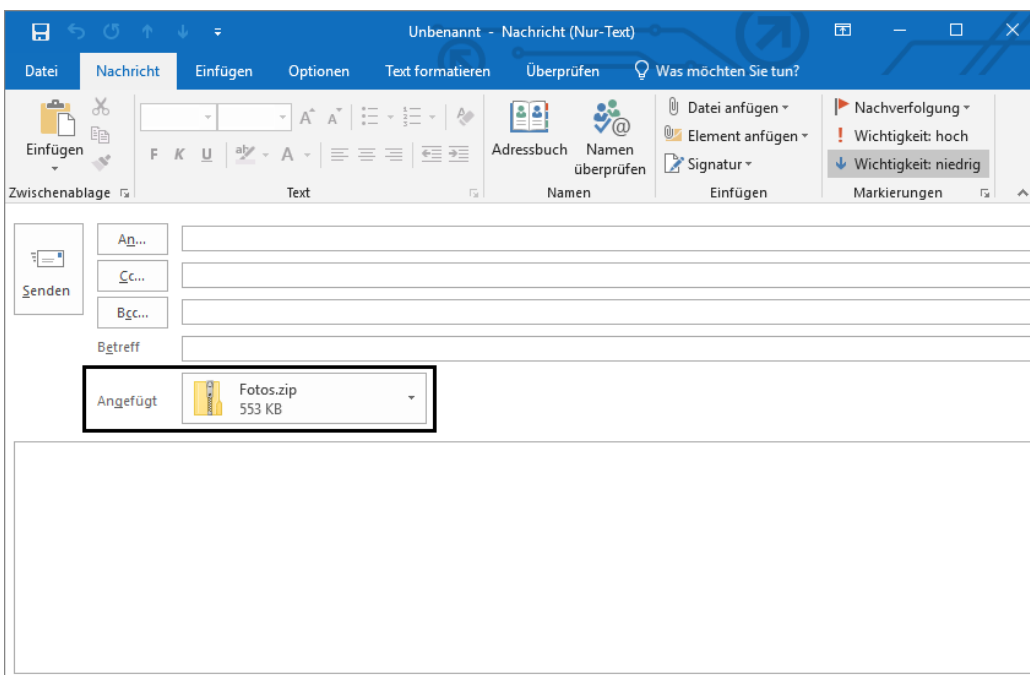 Unbenannt - Nachricht (Nur-Text)
Datei Nachricht Einfügen Optionen Text formatieren Überprüfen Was möchten Sie tun?
Einfügen
F K U ab A
Adressbuch
Namen überprüfen
Datei anfügen
Element anfügen
Signatur
Nachverfolgung
Wichtigkeit: hoch
Wichtigkeit: niedrig
Zwischenablage Text Namen Einfügen Markierungen
Senden
An...
Cc...
Bcc...
Betreff
Angefügt
Fotos.zip
553 KB